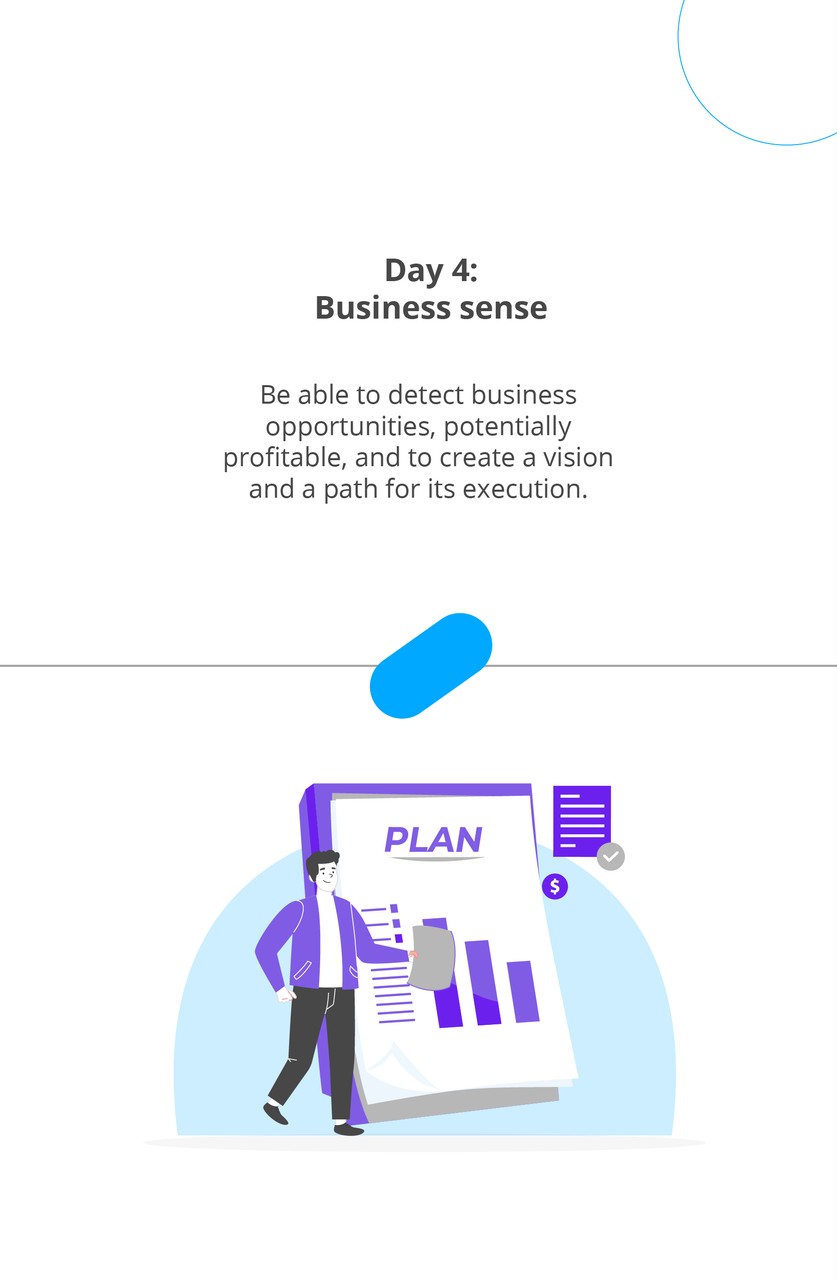 Day 4:
Business sense
Be able to detect business
opportunities, potentially
profitable, and to create a vision
and a path for its execution.
PLAN
$